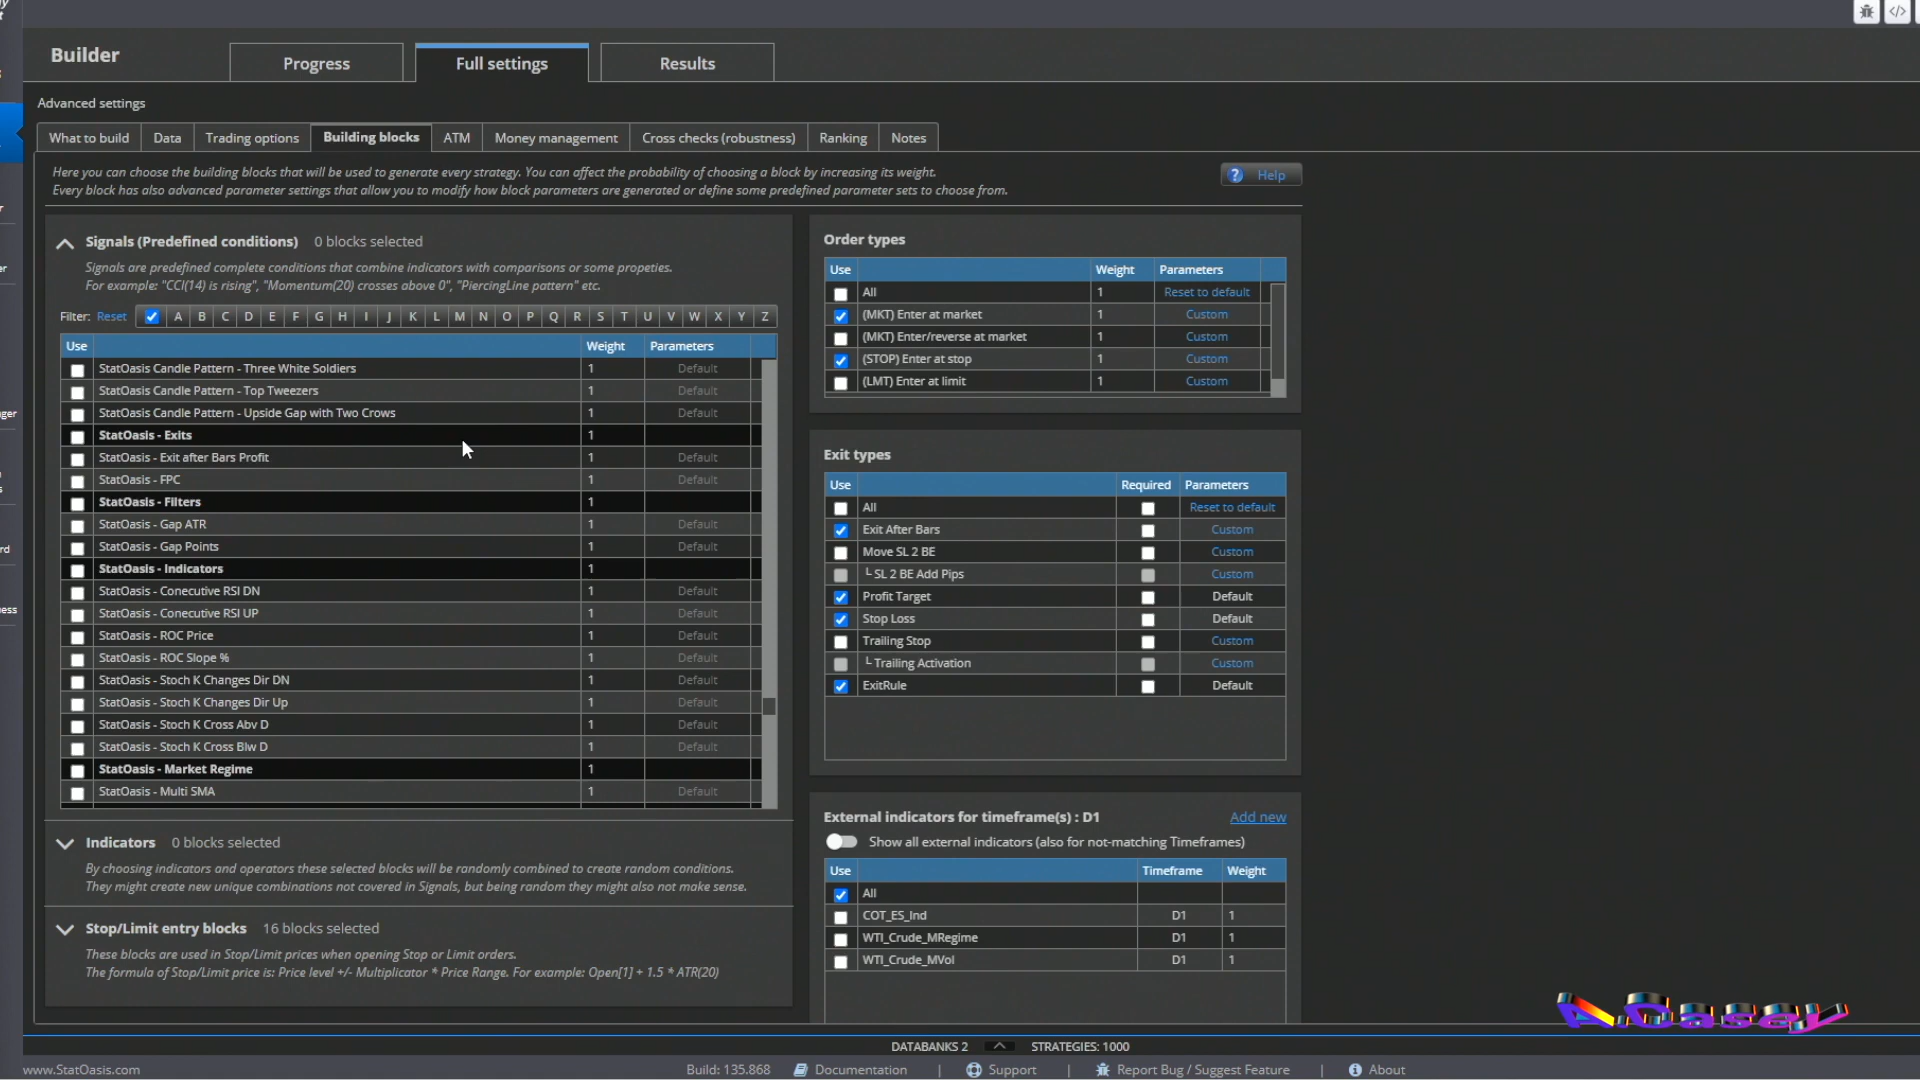 Builder
Progress
Full settings
Results
Advanced settings
What to build
Data
Trading options
Building blocks
ATM
Money management
Cross checks (robustness)
Ranking
Notes
Here you can choose the building blocks that will be used to generate every strategy. You can affect the probability of choosing a block by increasing its weight.
Every block has also advanced parameter settings that allow you to modify how block parameters are generated or define some predefined parameter sets to choose from.
? Help
Signals (Predefined conditions) 0 blocks selected
Signals are predefined complete conditions that combine indicators with comparisons or some propeties.
For example: "CCI(14) is rising", "Momentum(20) crosses above 0", "PiercingLine pattern" etc.
Filter: Reset A B C D E F G H I J K L M N O P Q R S T U V W X Y Z
Use Weight Parameters
StatOasis Candle Pattern - Three White Soldiers 1 Default
StatOasis Candle Pattern - Top Tweezers 1 Default
StatOasis Candle Pattern - Upside Gap with Two Crows 1 Default
StatOasis - Exits 1
StatOasis - Exit after Bars Profit 1 Default
StatOasis - FPC 1 Default
StatOasis - Filters 1
StatOasis - Gap ATR 1 Default
StatOasis - Gap Points 1 Default
StatOasis - Indicators 1
StatOasis - Conecutive RSI DN 1 Default
StatOasis - Conecutive RSI UP 1 Default
StatOasis - ROC Price 1 Default
StatOasis - ROC Slope % 1 Default
StatOasis - Stoch K Changes Dir DN 1 Default
StatOasis - Stoch K Changes Dir Up 1 Default
StatOasis - Stoch K Cross Abv D 1 Default
StatOasis - Stoch K Cross Blw D 1 Default
StatOasis - Market Regime 1
StatOasis - Multi SMA 1 Default
Indicators 0 blocks selected
By choosing indicators and operators these selected blocks will be randomly combined to create random conditions.
They might create new unique combinations not covered in Signals, but being random they might also not make sense.
Stop/Limit entry blocks 16 blocks selected
These blocks are used in Stop/Limit prices when opening Stop or Limit orders.
The formula of Stop/Limit price is: Price level +/- Multiplicator * Price Range. For example: Open[1] + 1.5 * ATR(20)
Order types
Use Weight Parameters
All 1 Reset to default
(MKT) Enter at market 1 Custom
(MKT) Enter/reverse at market 1 Custom
(STOP) Enter at stop 1 Custom
(LMT) Enter at limit 1 Custom
Exit types
Use Required Parameters
All Reset to default
Exit After Bars Custom
Move SL 2 BE Custom
└ SL 2 BE Add Pips Custom
Profit Target Default
Stop Loss Default
Trailing Stop Custom
└ Trailing Activation Custom
ExitRule Default
External indicators for timeframe(s) : D1 Add new
Show all external indicators (also for not-matching Timeframes)
Use Timeframe Weight
All
COT_ES_Ind D1 1
WTI_Crude_MRegime D1 1
WTI_Crude_MVol D1 1
A.Casey
DATABANKS 2 STRATEGIES: 1000
www.StatOasis.com Build: 135.868 Documentation | Support | Report Bug / Suggest Feature | About